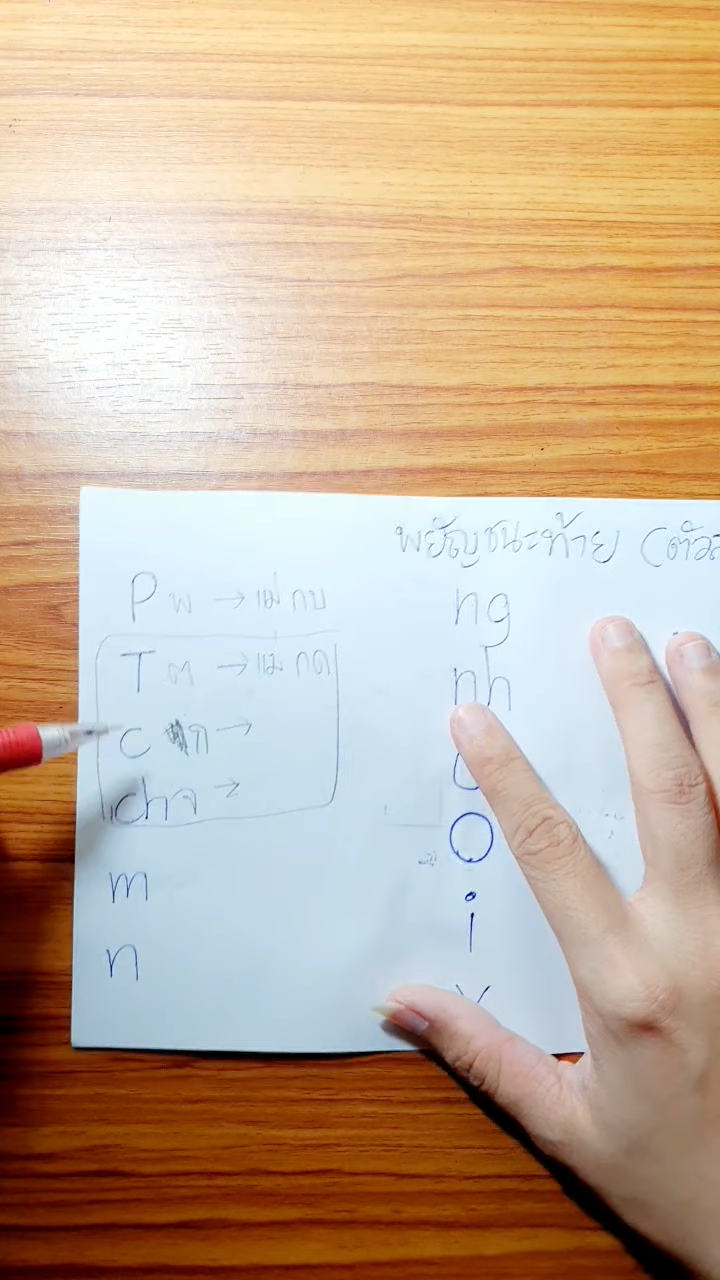 พยัญชนะท้าย (ตัวส
P พ → แม่ กบ
T ต → แม่ กด
c ก →
ch จ →
m
n
ng
nh
O
i
y